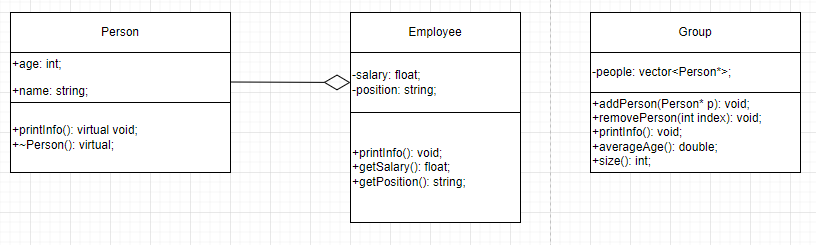 Person
+age: int;
+name: string;
+printInfo(): virtual void;
+~Person(): virtual;
Employee
-salary: float;
-position: string;
+printInfo(): void;
+getSalary(): float;
+getPosition(): string;
Group
-people: vector<Person*>;
+addPerson(Person* p): void;
+removePerson(int index): void;
+printInfo(): void;
+averageAge(): double;
+size(): int;